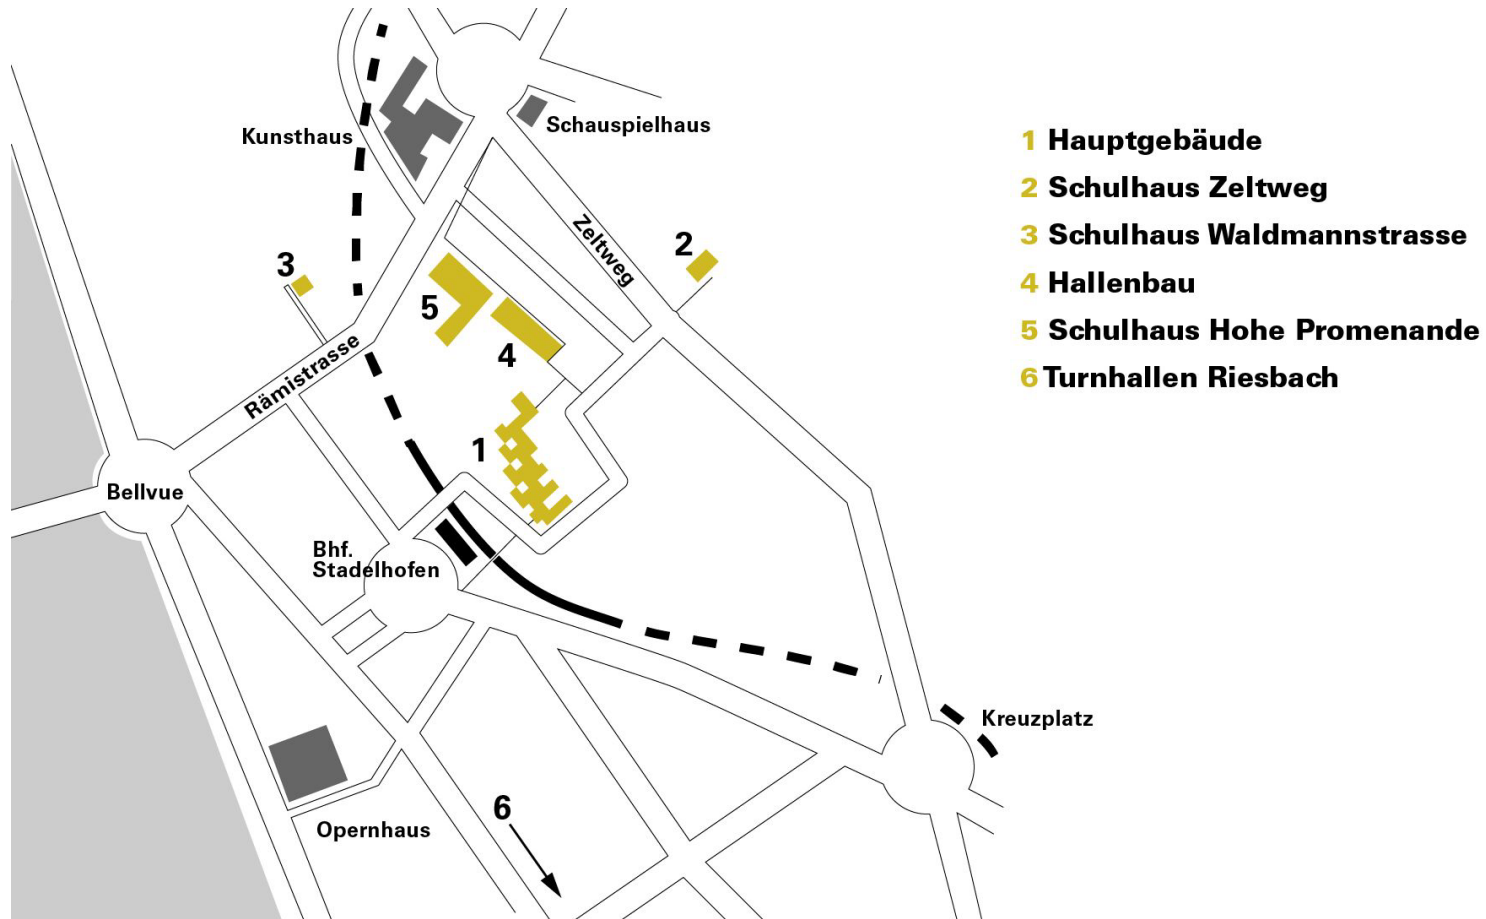 Kunsthaus
Schauspielhaus
Zeltweg
2
3
5
4
Rämistrasse
1
Bellvue
Bhf.
Stadelhofen
Kreuzplatz
6
Opernhaus
1 Hauptgebäude
2 Schulhaus Zeltweg
3 Schulhaus Waldmannstrasse
4 Hallenbau
5 Schulhaus Hohe Promenande
6 Turnhallen Riesbach